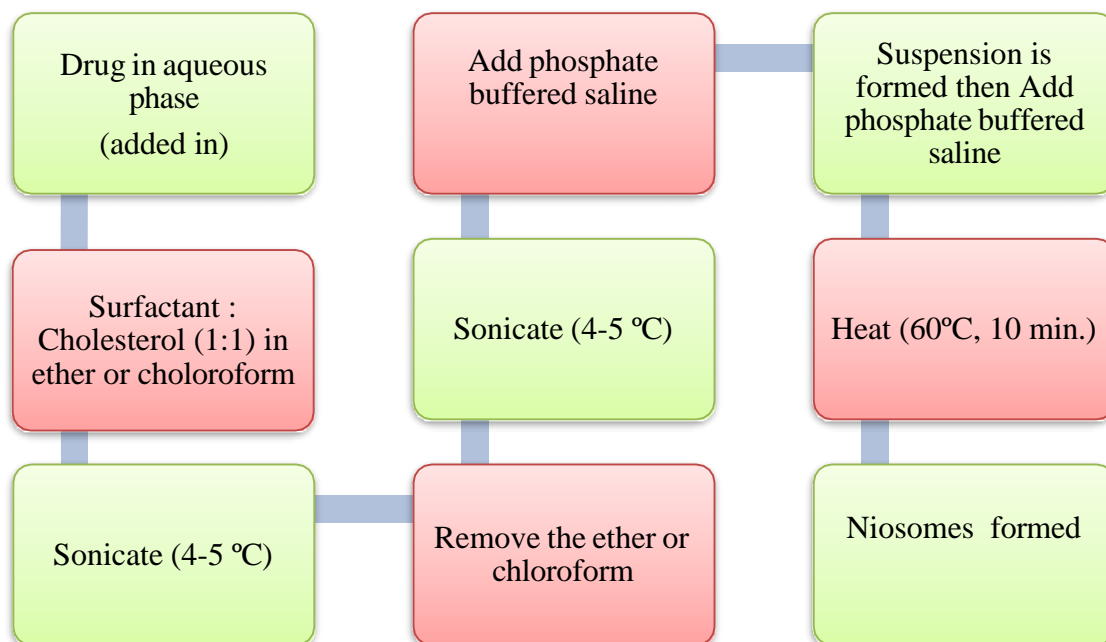 Drug in aqueous
phase
(added in)
Surfactant :
Cholesterol (1:1) in
ether or choloroform
Sonicate (4-5 ºC)
Remove the ether or
chloroform
Sonicate (4-5 ºC)
Add phosphate
buffered saline
Suspension is
formed then Add
phosphate buffered
saline
Heat (60ºC, 10 min.)
Niosomes formed